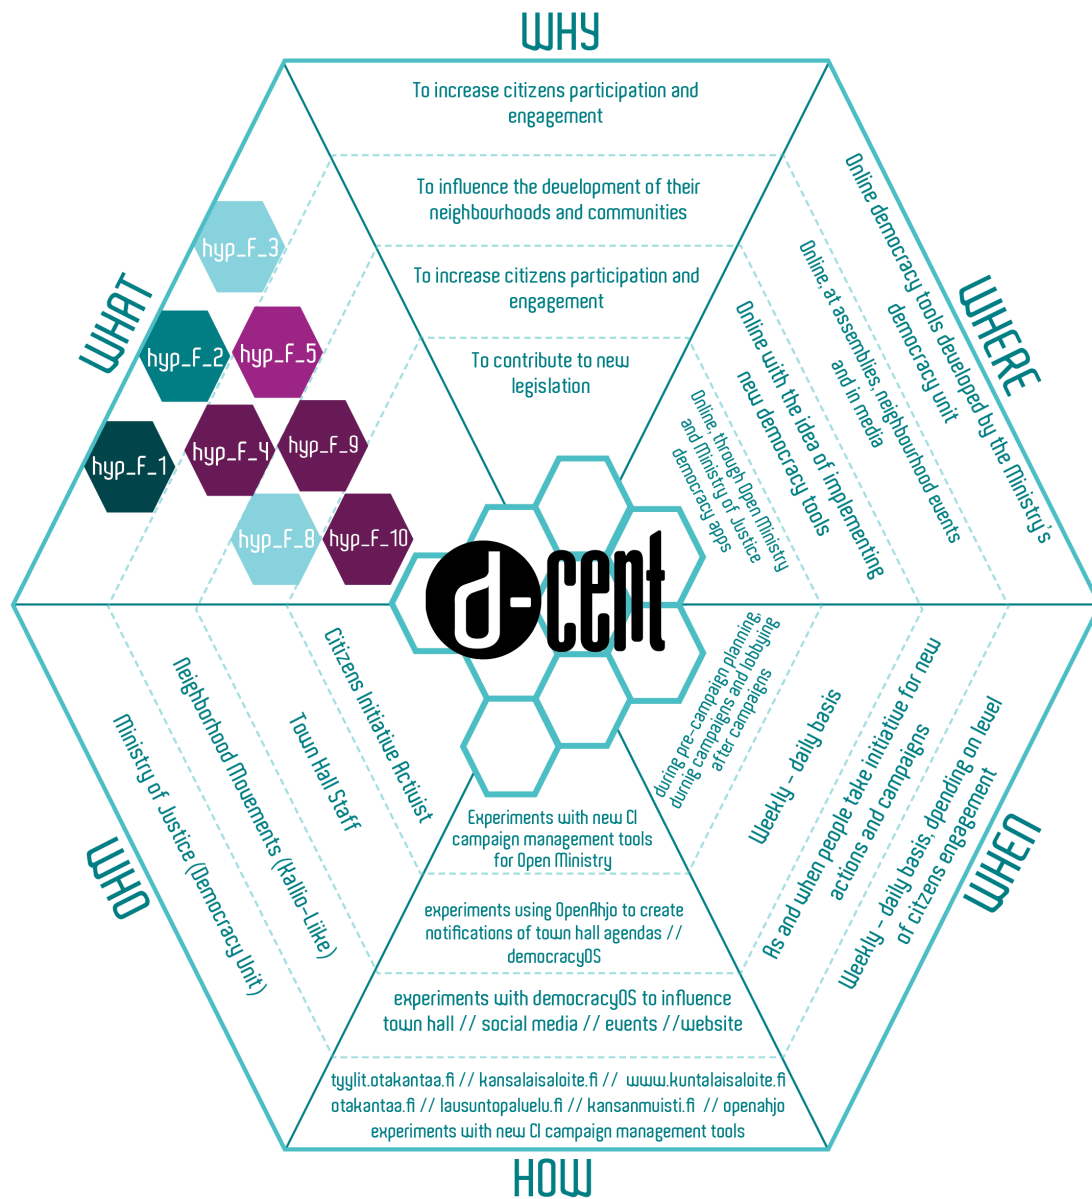 WHY
To increase citizens participation and
engagement
To influence the development of their
neighbourhoods and communities
To increase citizens participation and
engagement
To contribute to new
legislation
WHERE
Online democracy tools developed by the Ministry's
democracy unit
Online, at assemblies, neighbourhood events
and in media
Online with the idea of implementing
new democracy tools
Online, through Open Ministry
and Ministry of Justice
democracy apps
WHAT
hyp_F_3
hyp_F_2
hyp_F_5
hyp_F_1
hyp_F_4
hyp_F_9
hyp_F_8
hyp_F_10
d-cent
WHO
Ministry of Justice (Democracy Unit)
Neighborhood Movements (Kallio-Liike)
Town Hall Staff
Citizens Initiative Activist
WHEN
during pre-campaign planning,
durnig campaigns and lobbying
after campaigns
Weekly - daily basis
As and when people take initiative for new
actions and campaigns
Weekly - daily basis, dpending on level
of citzens engagement
Experiments with new CI
campaign management tools
for Open Ministry
experiments using OpenAhjo to create
notifications of town hall agendas //
democracyOS
experiments with democracyOS to influence
town hall // social media // events //website
tyylit.otakantaa.fi // kansalaisaloite.fi // www.kuntalaisaloite.fi
otakantaa.fi // lausuntopalvelu.fi // kansanmuisti.fi // openahjo
experiments with new CI campaign management tools
HOW